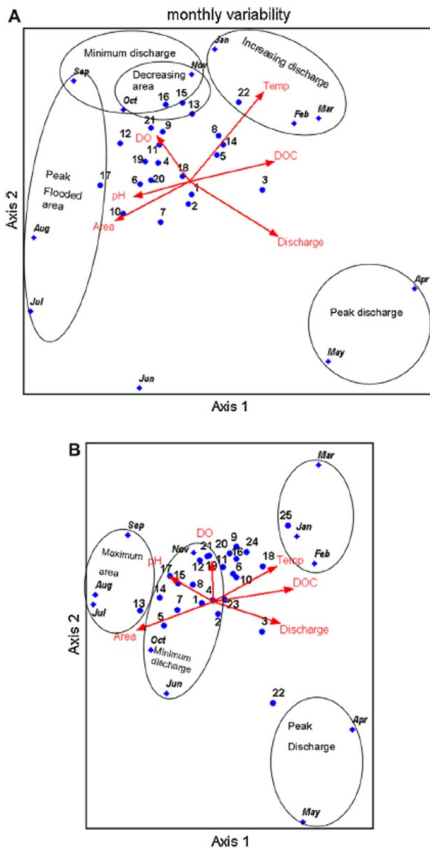 A
monthly variability
Minimum discharge
Jan
Increasing discharge
Sep
Nov
Decreasing
area
Temp
Oct
16
15
13
22
Feb
Mar
21
9
12
DO
8
14
11
5
DOC
19
4
18
17
6
20
1
3
Peak
Flooded
area
pH
2
10
7
Area
Discharge
Aug
Apr
Jul
Peak discharge
May
Jun
Axis 2
Axis 1
B
Mar
Sep
DO
25
Jan
Nov
21
20
9
24
Maximum
area
pH
12
19
11
16
Feb
17
15
6
18
Temp
Aug
8
4
10
DOC
14
Jul
13
7
1
23
Area
5
2
3
Discharge
Oct
Minimum
discharge
Jun
22
Peak
Discharge
Apr
May
Axis 2
Axis 1